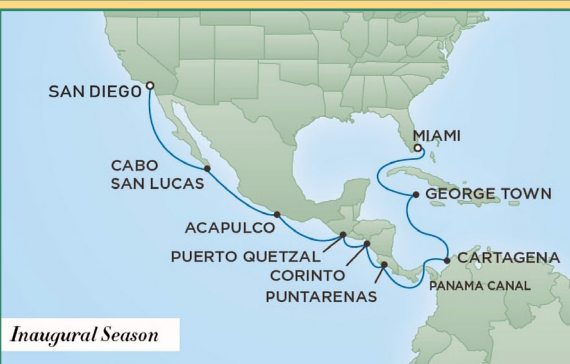 SAN DIEGO
MIAMI
CABO
SAN LUCAS
GEORGE TOWN
ACAPULCO
PUERTO QUETZAL
CARTAGENA
CORINTO
PANAMA CANAL
PUNTARENAS
Inaugural Season